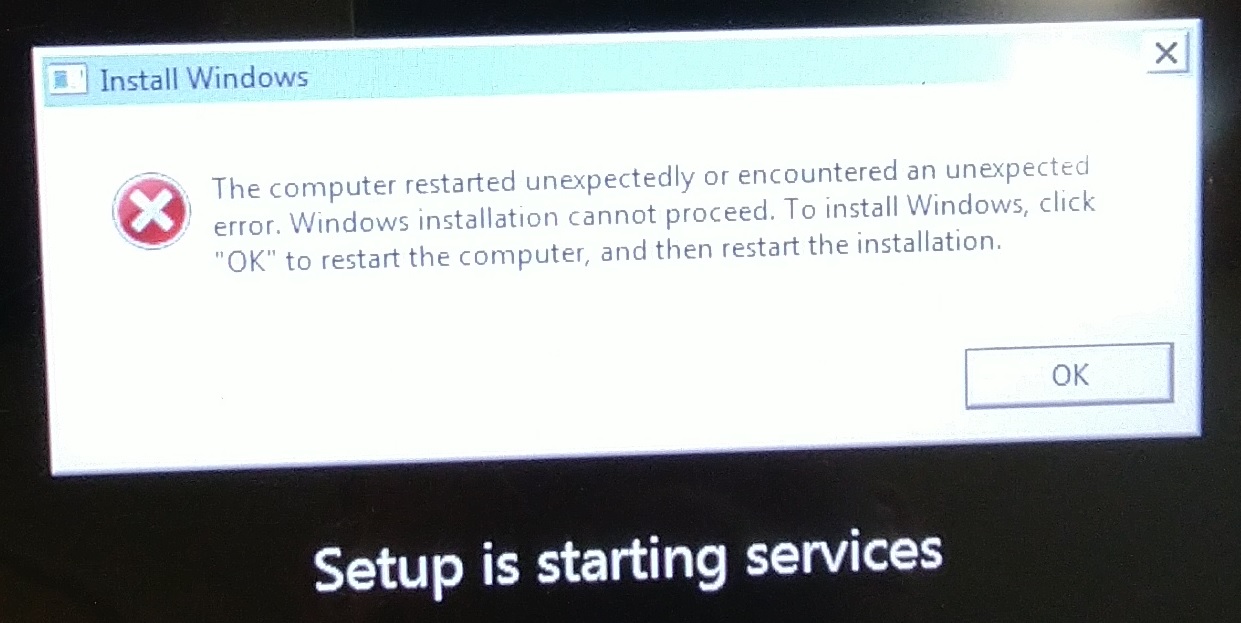 Install Windows
The computer restarted unexpectedly or encountered an unexpected
error. Windows installation cannot proceed. To install Windows, click
"OK" to restart the computer, and then restart the installation.
OK
Setup is starting services